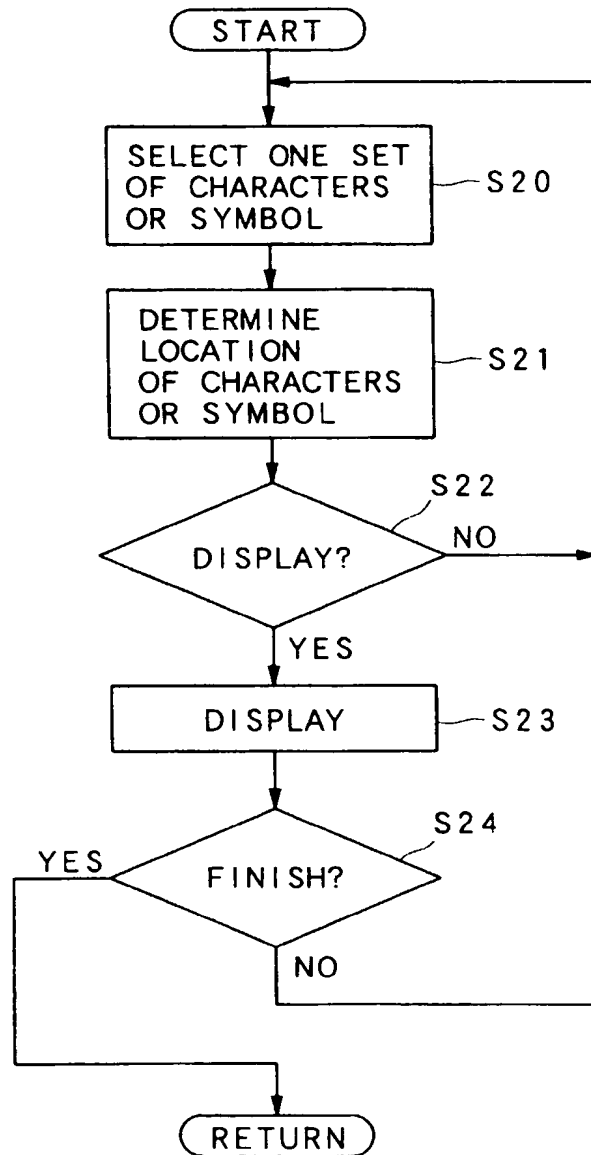 START
SELECT ONE SET
OF CHARACTERS
OR SYMBOL
S20
DETERMINE
LOCATION
OF CHARACTERS
OR SYMBOL
S21
S22
DISPLAY?
NO
YES
DISPLAY
S23
S24
YES
FINISH?
NO
RETURN